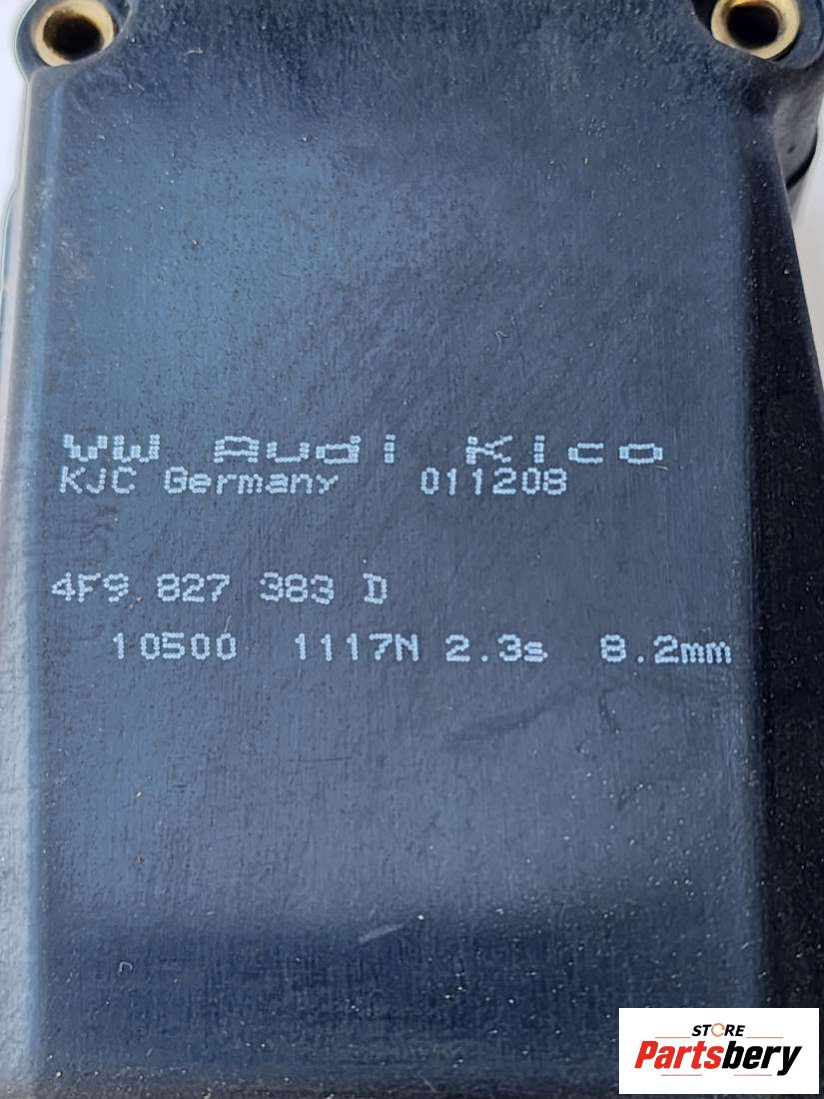 VW Audi Kico
KJC Germany 011208
4F9 827 383 D
10500 1117N 2.3s 8.2mm
STORE
Partsbery